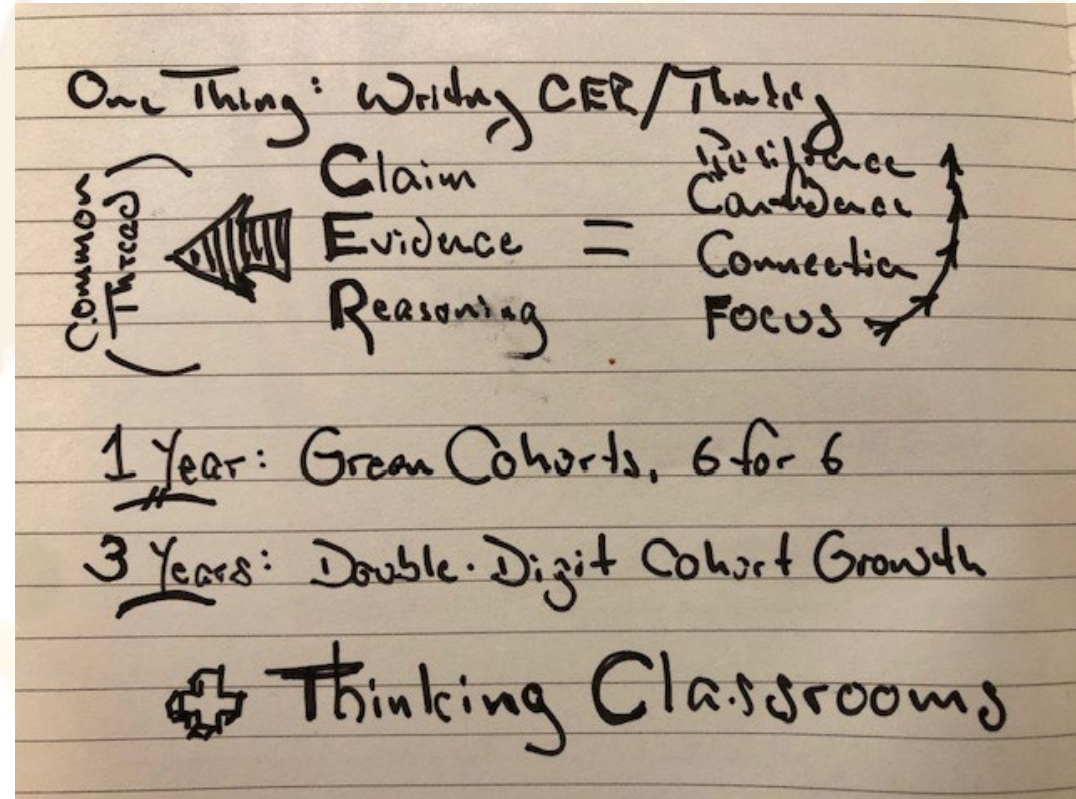 One Thing: Writing CER/Thinking
(Common
Thread)
Claim
Evidence
Reasoning
=
Resilience
Confidence
Connection
Focus
1 Year: Green Cohorts, 6 for 6
3 Years: Double-Digit Cohort Growth
Thinking Classrooms